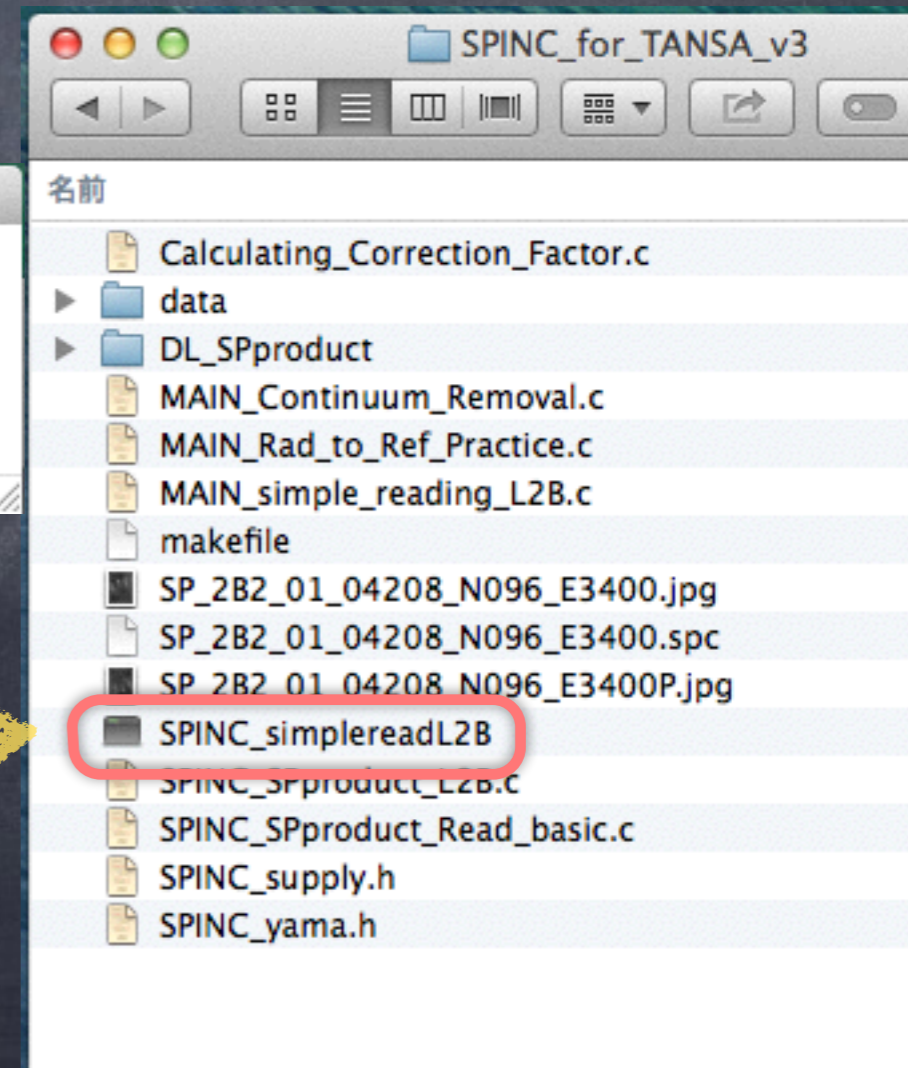 SPINC_for_TANSA_v3
名前
Calculating_Correction_Factor.c
data
DL_SPproduct
MAIN_Continuum_Removal.c
MAIN_Rad_to_Ref_Practice.c
MAIN_simple_reading_L2B.c
makefile
SP_2B2_01_04208_N096_E3400.jpg
SP_2B2_01_04208_N096_E3400.spc
SP_2B2_01_04208_N096_E3400P.jpg
SPINC_simplereadL2B
SPINC_SPproduct_L2B.c
SPINC_SPproduct_Read_basic.c
SPINC_supply.h
SPINC_yama.h